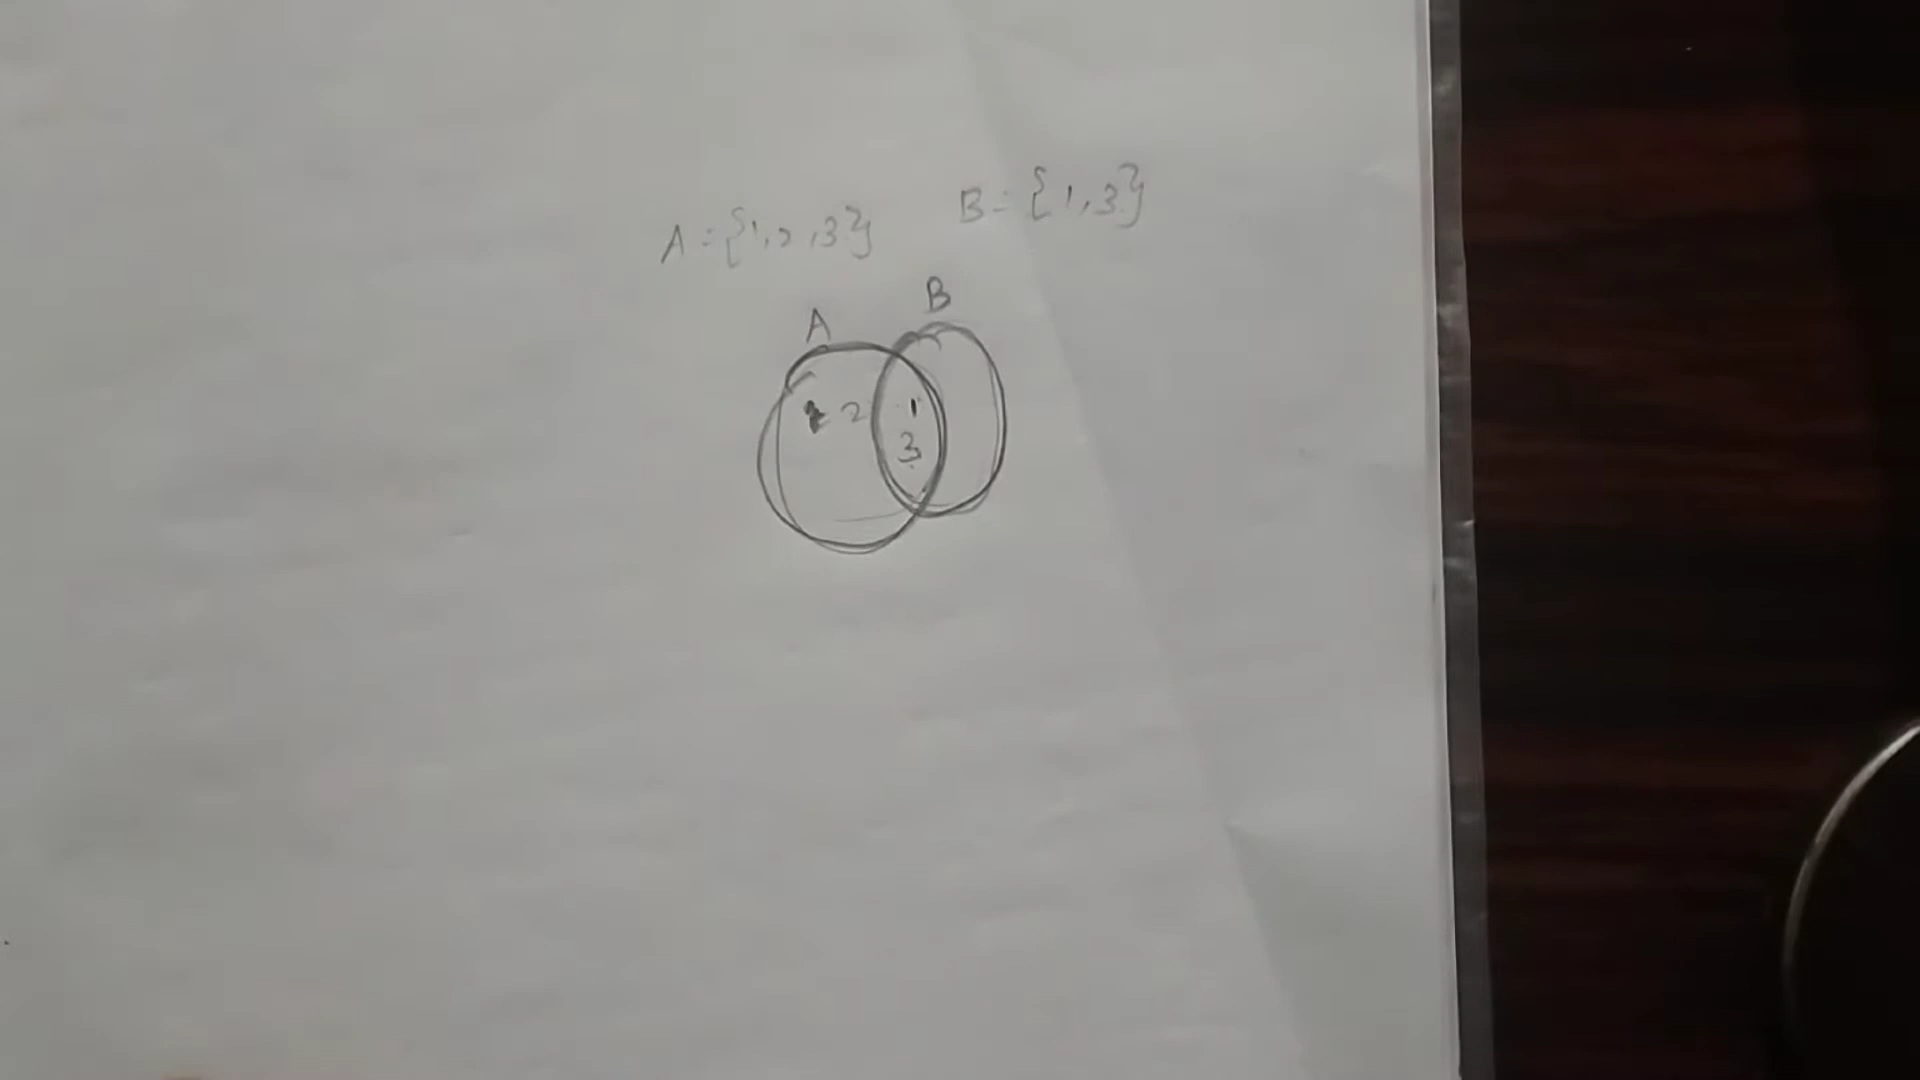 A = {1, 2, 3} B = {1, 3}
A B
2 1
3